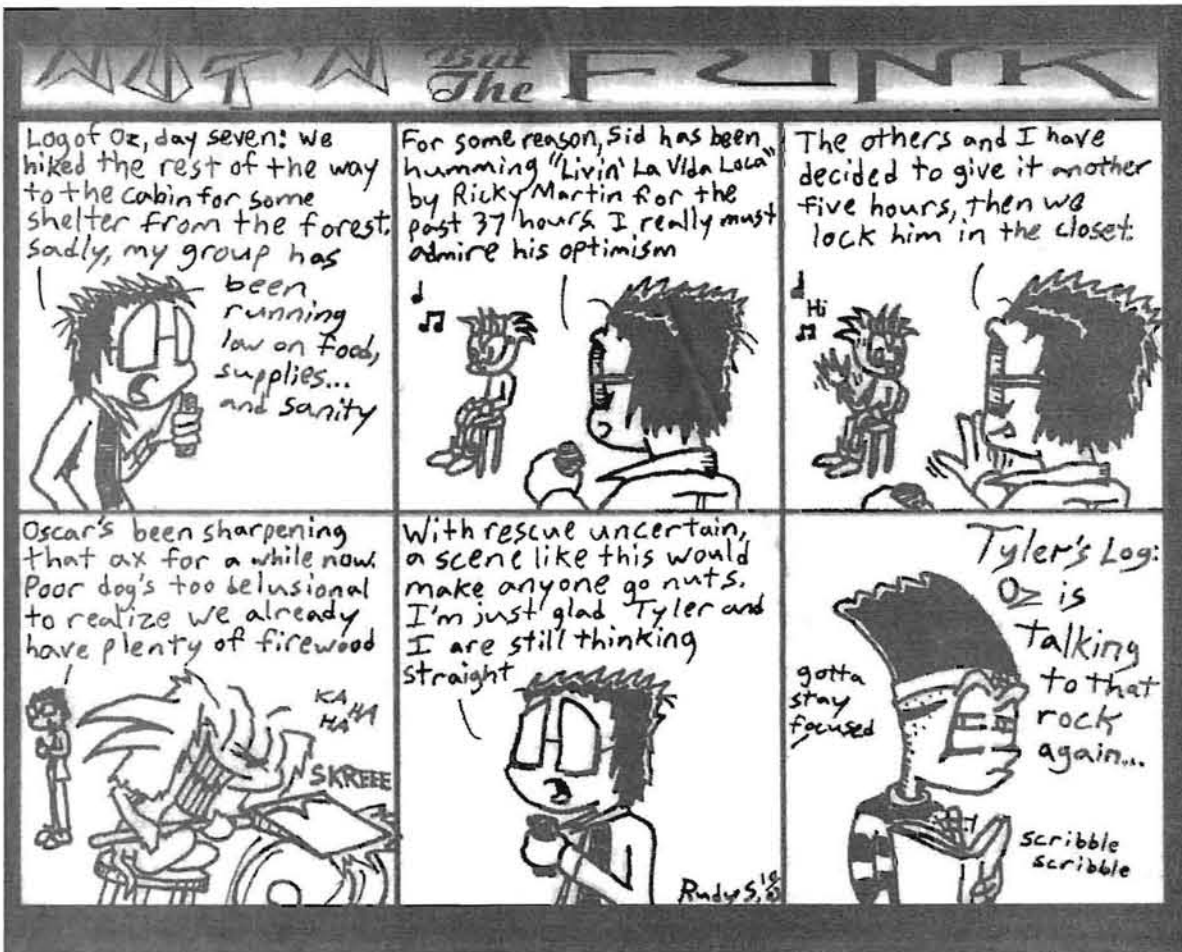 NUT'N But The FUNK
Log of Oz, day seven: we
hiked the rest of the way
to the cabin for some
shelter from the forest.
Sadly, my group has
been
running
low on food,
supplies...
and sanity
For some reason, Sid has been
humming "Livin' La Vida Loca"
by Ricky Martin for the
past 37 hours. I really must
admire his optimism
The others and I have
decided to give it another
five hours, then we
lock him in the closet.
Hi
Oscar's been sharpening
that ax for a while now.
Poor dog's too delusional
to realize we already
have plenty of firewood
KA
HA HA
SKREEE
With rescue uncertain,
a scene like this would
make anyone go nuts.
I'm just glad Tyler and
I are still thinking
straight
Rudy S.
Tyler's Log:
Oz is
talking
to that
rock
again...
gotta
stay
focused
scribble
scribble